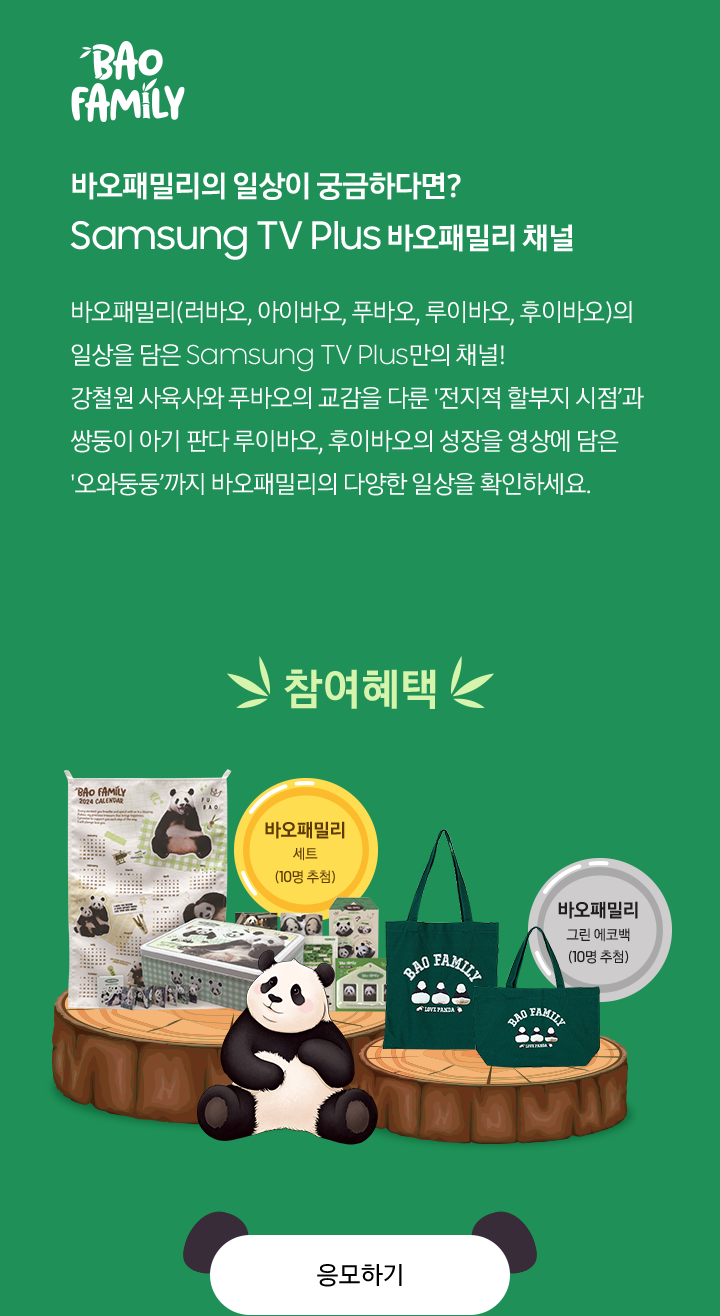 BAO
FAMILY
바오패밀리의 일상이 궁금하다면?
Samsung TV Plus 바오패밀리 채널
바오패밀리(러바오, 아이바오, 푸바오, 루이바오, 후이바오)의
일상을 담은 Samsung TV Plus만의 채널!
강철원 사육사와 푸바오의 교감을 다룬 '전지적 할부지 시점'과
쌍둥이 아기 판다 루이바오, 후이바오의 성장을 영상에 담은
'오와둥둥'까지 바오패밀리의 다양한 일상을 확인하세요.
참여혜택
BAO FAMILY
2024 CALENDAR
FU
BAO
바오패밀리
세트
(10명 추첨)
바오패밀리
그린 에코백
(10명 추첨)
BAO FAMILY
LOVE PANDA
BAO FAMILY
LOVE PANDA
응모하기